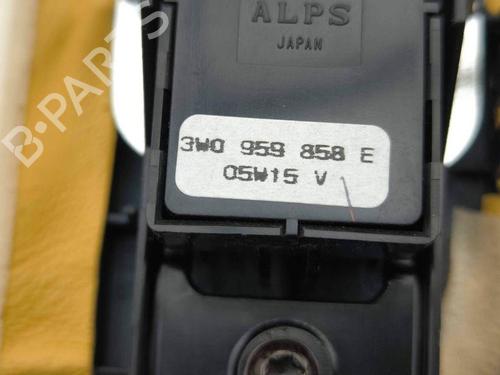 ALPS
JAPAN
3W0 959 858 E
05W15 V
B-PARTS